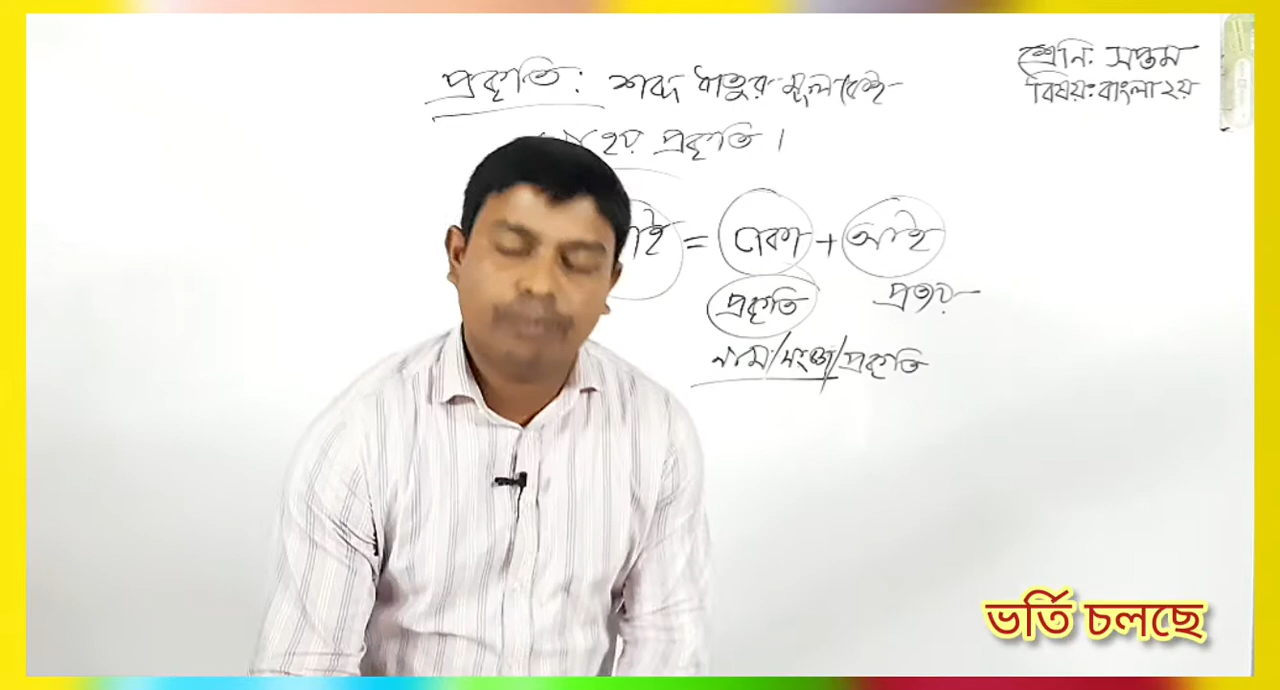 প্রকৃতি: শব্দ ধাতুর মূলকেই
হয় প্রকৃতি।
শ্রেনি: সপ্তম
বিষয়: বাংলা ২য়
াই = ঢাকা + আই
প্রকৃতি প্রত্যয়
নাম/সংজ্ঞা/প্রকৃতি
ভর্তি চলছে